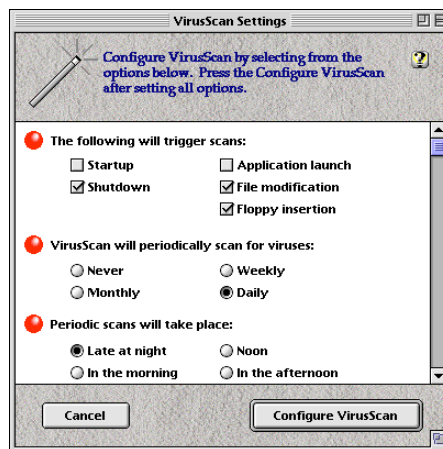 VirusScan Settings
Configure VirusScan by selecting from the
options below. Press the Configure VirusScan
after setting all options.
?
The following will trigger scans:
Startup Application launch
Shutdown File modification
Floppy insertion
VirusScan will periodically scan for viruses:
Never Weekly
Monthly Daily
Periodic scans will take place:
Late at night Noon
In the morning In the afternoon
Cancel Configure VirusScan